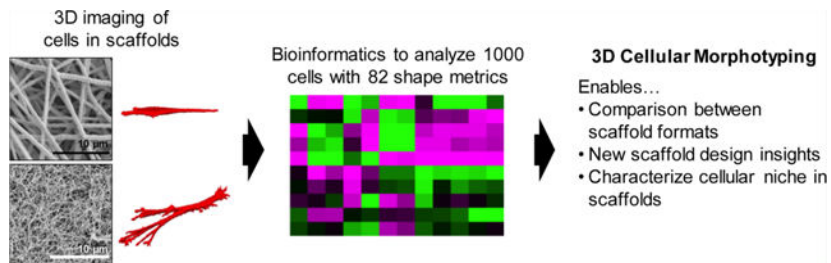 3D imaging of
cells in scaffolds
10 μm
10 μm
Bioinformatics to analyze 1000
cells with 82 shape metrics
3D Cellular Morphotyping
Enables…
• Comparison between
scaffold formats
• New scaffold design insights
• Characterize cellular niche in
scaffolds